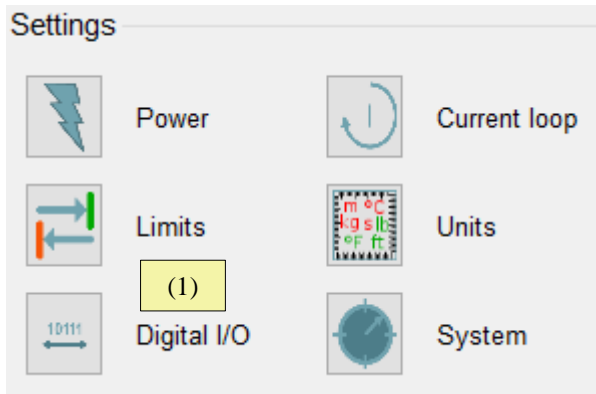 Settings
Power
I
Current loop
Limits
m °C
kg s lb
°F ft
Units
(1)
10111
Digital I/O
System